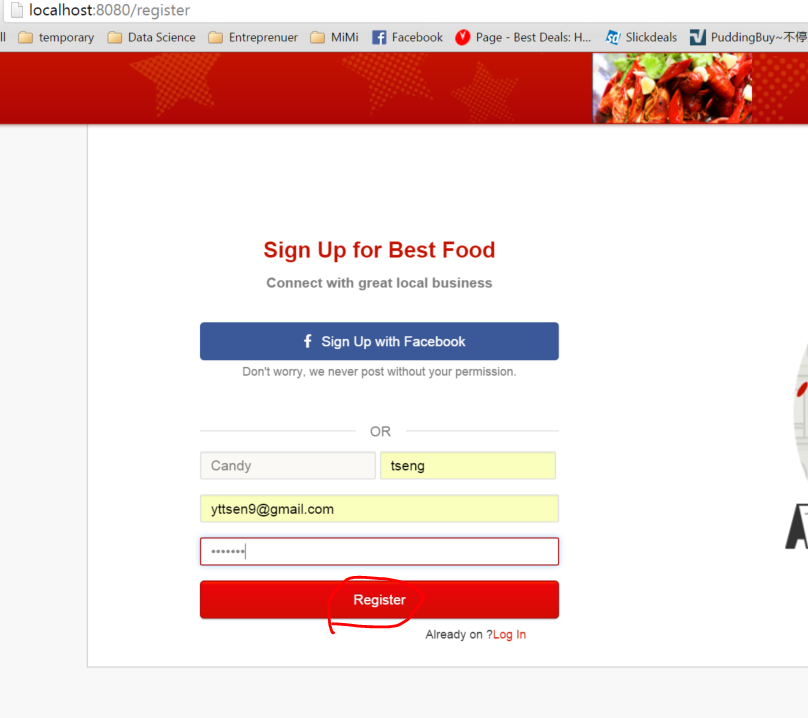 localhost:8080/register
ll temporary Data Science Entreprenuer MiMi Facebook Page - Best Deals: H... Slickdeals PuddingBuy~不停
Sign Up for Best Food
Connect with great local business
f Sign Up with Facebook
Don't worry, we never post without your permission.
OR
Candy tseng
yttsen9@gmail.com
•••••••
Register
Already on ?Log In
A